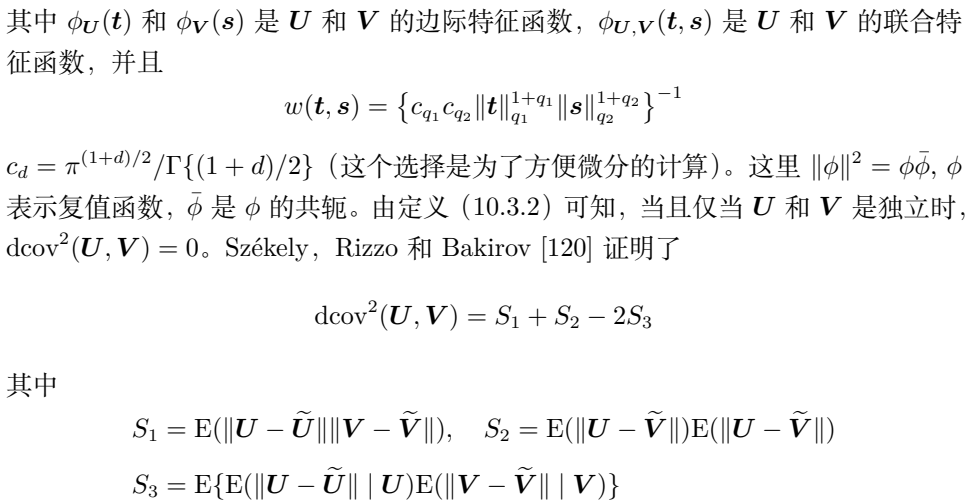 其中 $\phi_{\boldsymbol{U}}(\boldsymbol{t})$ 和 $\phi_{\boldsymbol{V}}(\boldsymbol{s})$ 是 $\boldsymbol{U}$ 和 $\boldsymbol{V}$ 的边际特征函数，$\phi_{\boldsymbol{U},\boldsymbol{V}}(\boldsymbol{t},\boldsymbol{s})$ 是 $\boldsymbol{U}$ 和 $\boldsymbol{V}$ 的联合特
征函数，并且
$w(\boldsymbol{t},\boldsymbol{s}) = \left\{c_{q_1}c_{q_2}\|\boldsymbol{t}\|_{q_1}^{1+q_1}\|\boldsymbol{s}\|_{q_2}^{1+q_2}\right\}^{-1}$
$c_d = \pi^{(1+d)/2}/\Gamma\{(1+d)/2\}$（这个选择是为了方便微分的计算）。这里 $\|\phi\|^2 = \phi\bar{\phi}$, $\phi$
表示复值函数，$\bar{\phi}$ 是 $\phi$ 的共轭。由定义（10.3.2）可知，当且仅当 $\boldsymbol{U}$ 和 $\boldsymbol{V}$ 是独立时，
$\mathrm{dcov}^2(\boldsymbol{U},\boldsymbol{V}) = 0$。Székely，Rizzo 和 Bakirov [120] 证明了
$\mathrm{dcov}^2(\boldsymbol{U},\boldsymbol{V}) = S_1 + S_2 - 2S_3$
其中
$S_1 = \mathrm{E}(\|\boldsymbol{U}-\widetilde{\boldsymbol{U}}\|\|\boldsymbol{V}-\widetilde{\boldsymbol{V}}\|),\quad S_2 = \mathrm{E}(\|\boldsymbol{U}-\widetilde{\boldsymbol{V}}\|)\mathrm{E}(\|\boldsymbol{U}-\widetilde{\boldsymbol{V}}\|)$
$S_3 = \mathrm{E}\{\mathrm{E}(\|\boldsymbol{U}-\widetilde{\boldsymbol{U}}\| \mid \boldsymbol{U})\mathrm{E}(\|\boldsymbol{V}-\widetilde{\boldsymbol{V}}\| \mid \boldsymbol{V})\}$